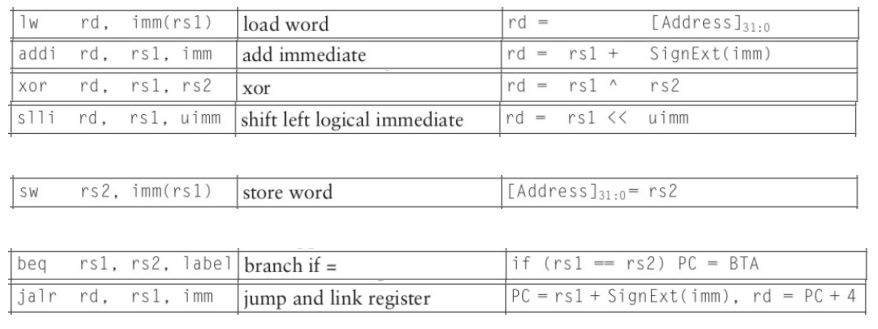 lw rd, imm(rs1) load word rd = [Address]31:0
addi rd, rs1, imm add immediate rd = rs1 + SignExt(imm)
xor rd, rs1, rs2 xor rd = rs1 ^ rs2
slli rd, rs1, uimm shift left logical immediate rd = rs1 << uimm
sw rs2, imm(rs1) store word [Address]31:0= rs2
beq rs1, rs2, label branch if = if (rs1 == rs2) PC = BTA
jalr rd, rs1, imm jump and link register PC = rs1 + SignExt(imm), rd = PC + 4